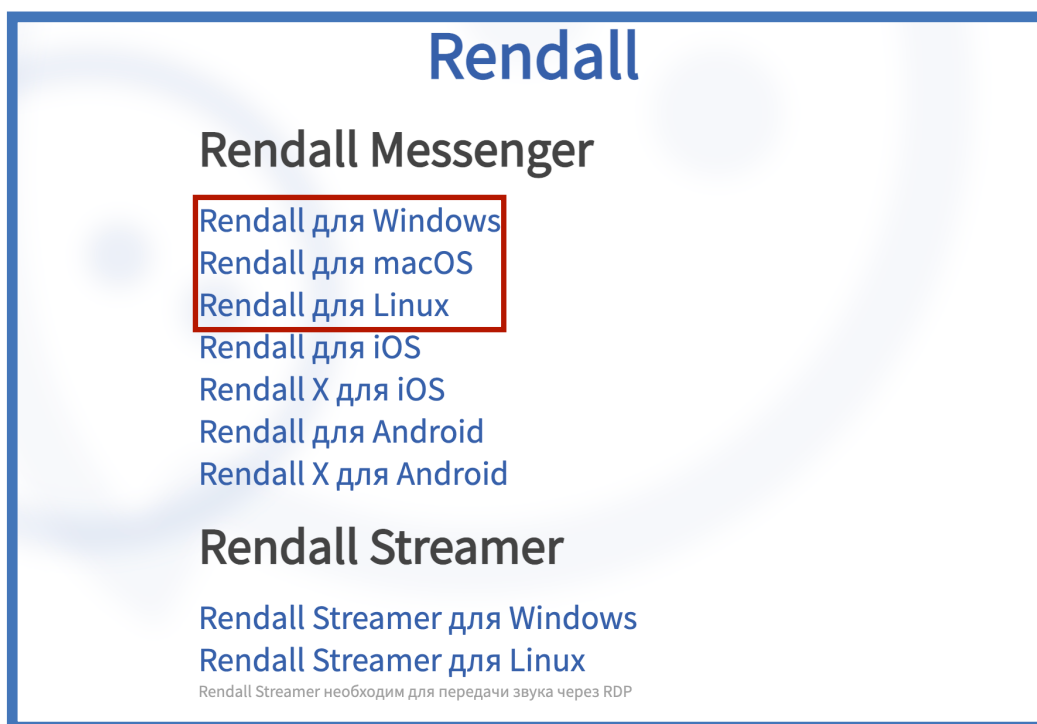 Rendall
Rendall Messenger
Rendall для Windows
Rendall для macOS
Rendall для Linux
Rendall для iOS
Rendall X для iOS
Rendall для Android
Rendall X для Android
Rendall Streamer
Rendall Streamer для Windows
Rendall Streamer для Linux
Rendall Streamer необходим для передачи звука через RDP